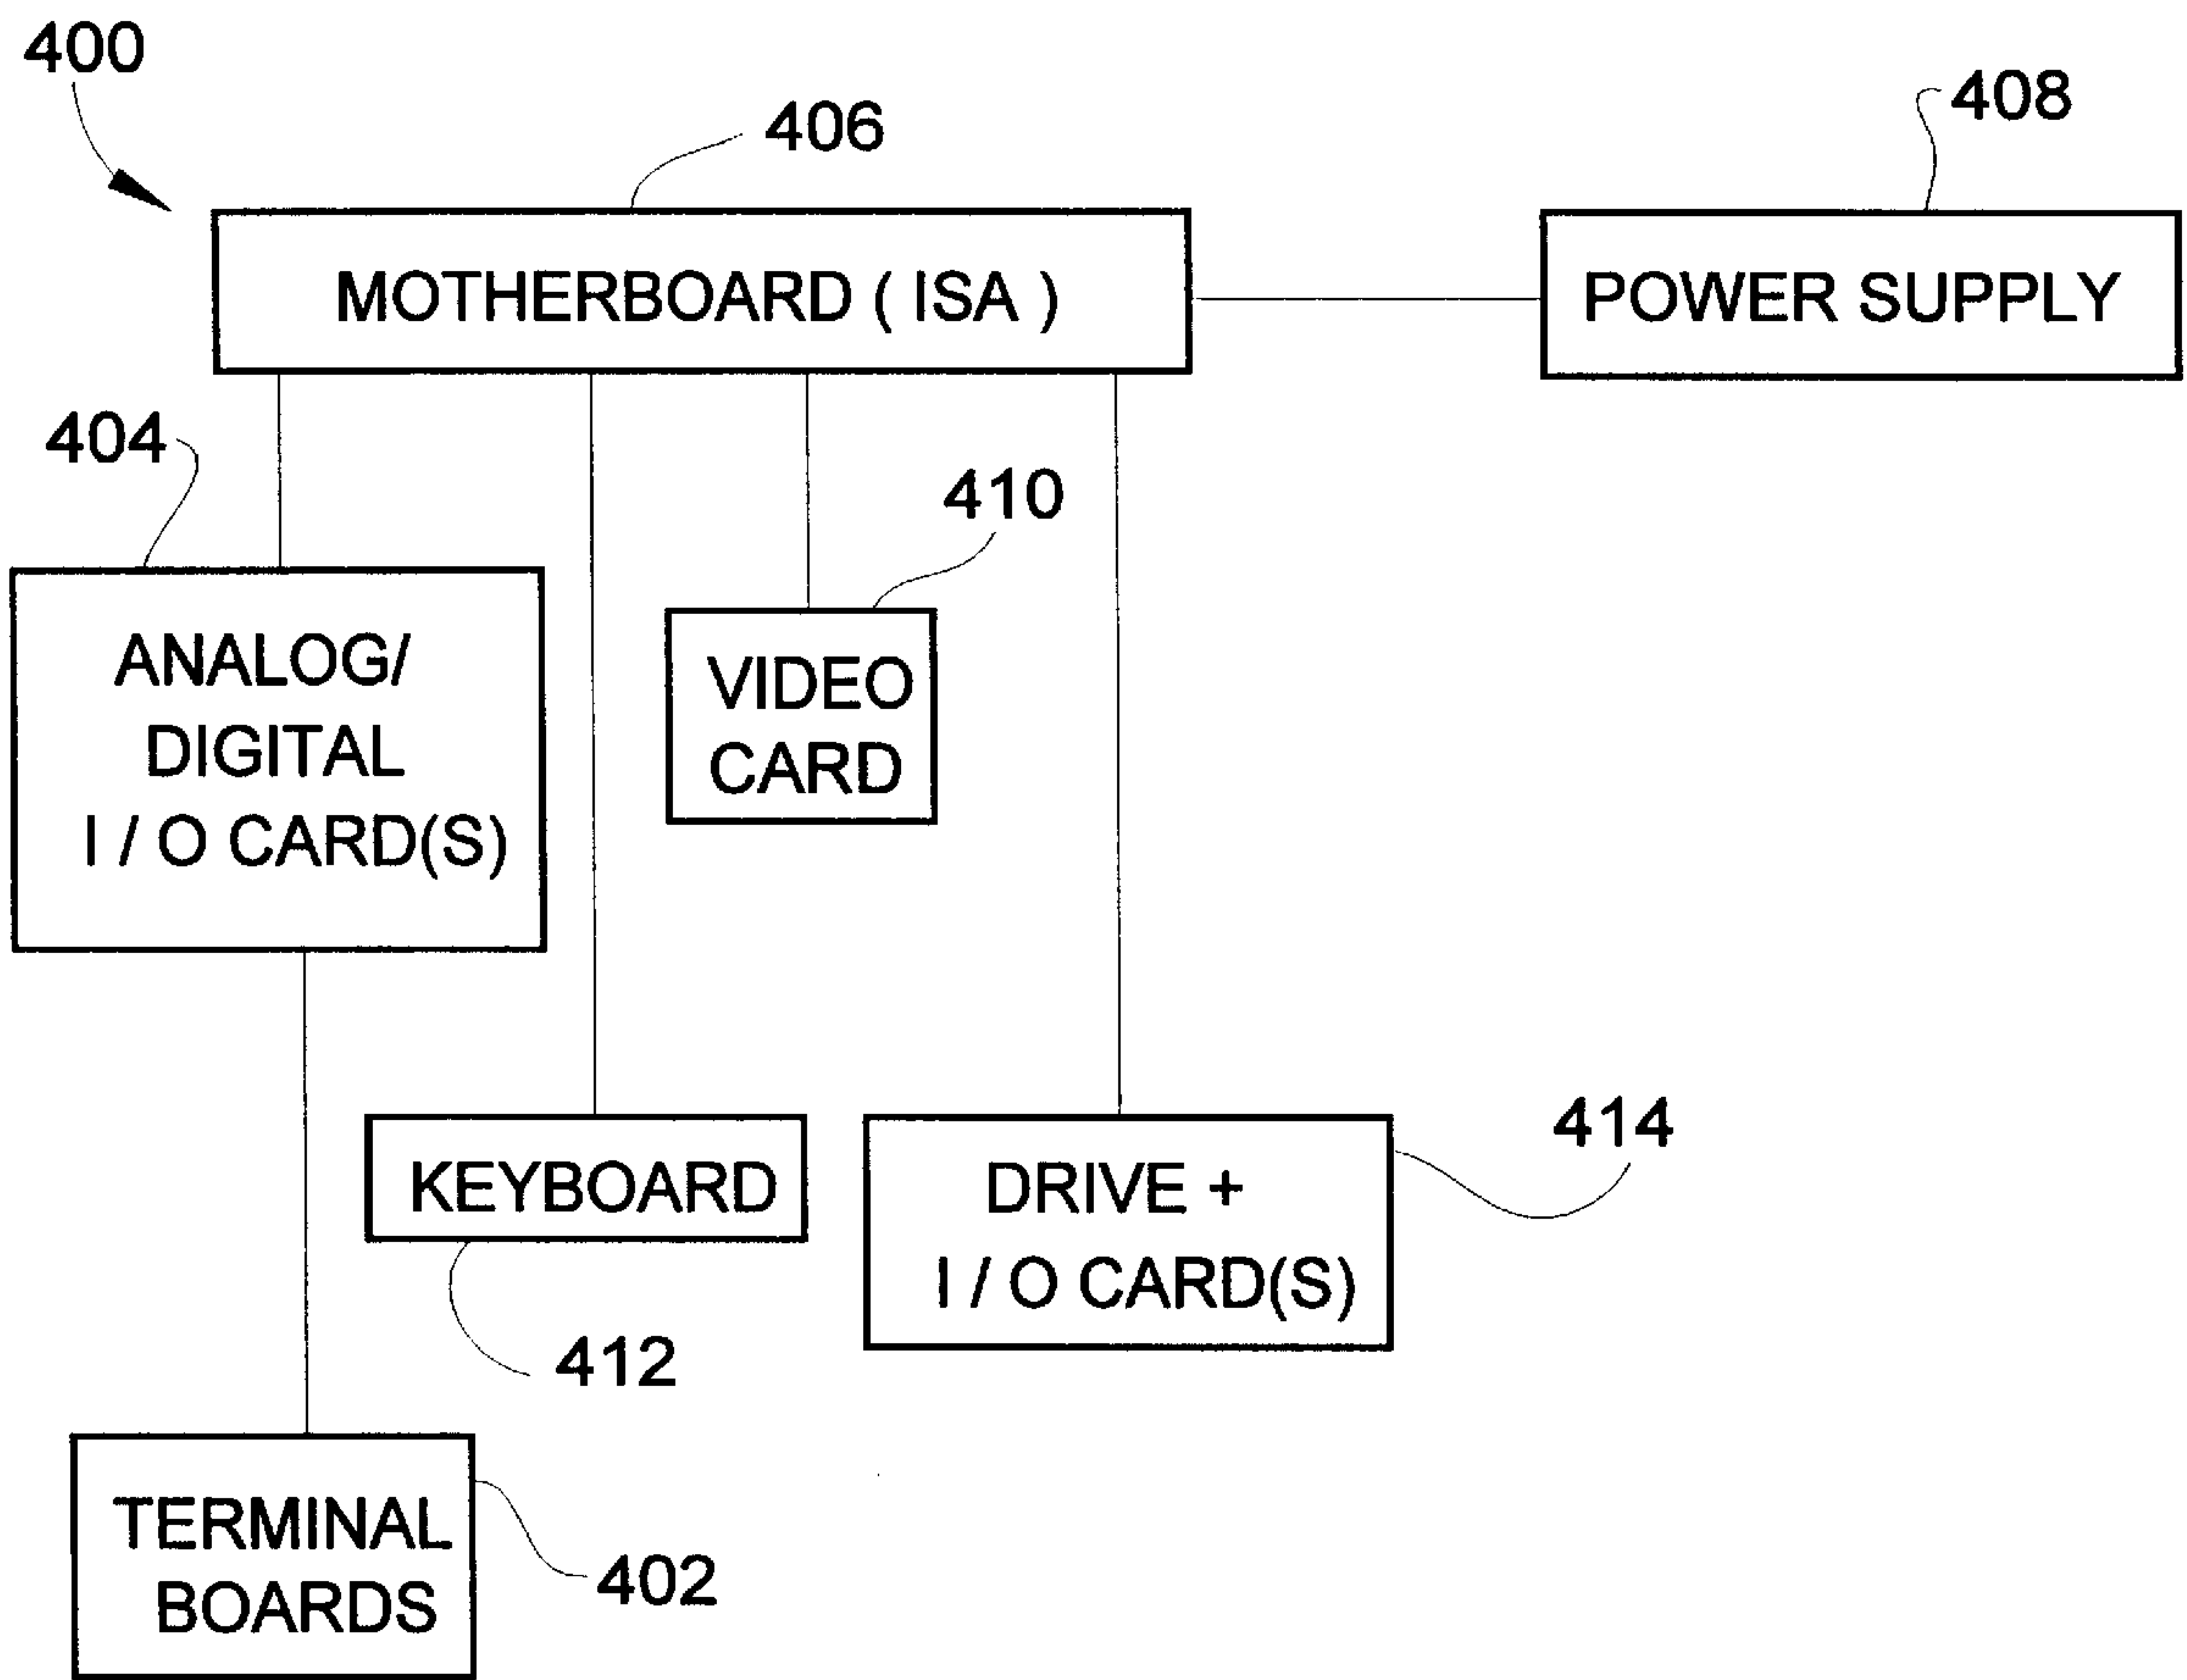 400
406
408
MOTHERBOARD ( ISA )
POWER SUPPLY
404
410
ANALOG/
DIGITAL
I / O CARD(S)
VIDEO
CARD
414
KEYBOARD
DRIVE +
I / O CARD(S)
412
TERMINAL
BOARDS
402